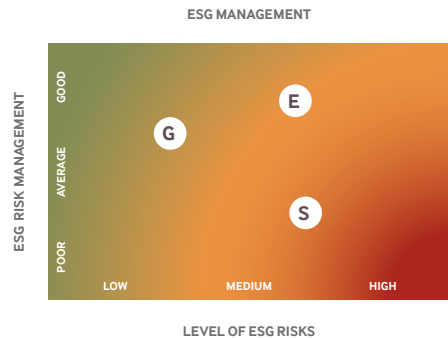 ESG MANAGEMENT
ESG RISK MANAGEMENT
GOOD
AVERAGE
POOR
E
G
S
LOW MEDIUM HIGH
LEVEL OF ESG RISKS